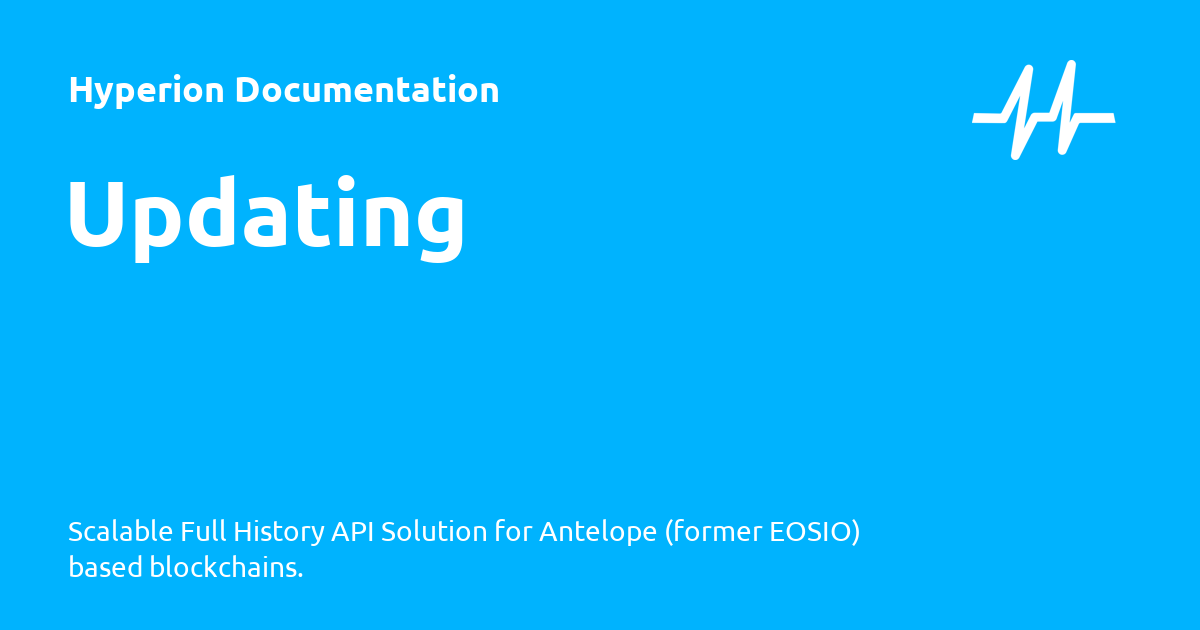 Hyperion Documentation
Updating
Scalable Full History API Solution for Antelope (former EOSIO)
based blockchains.